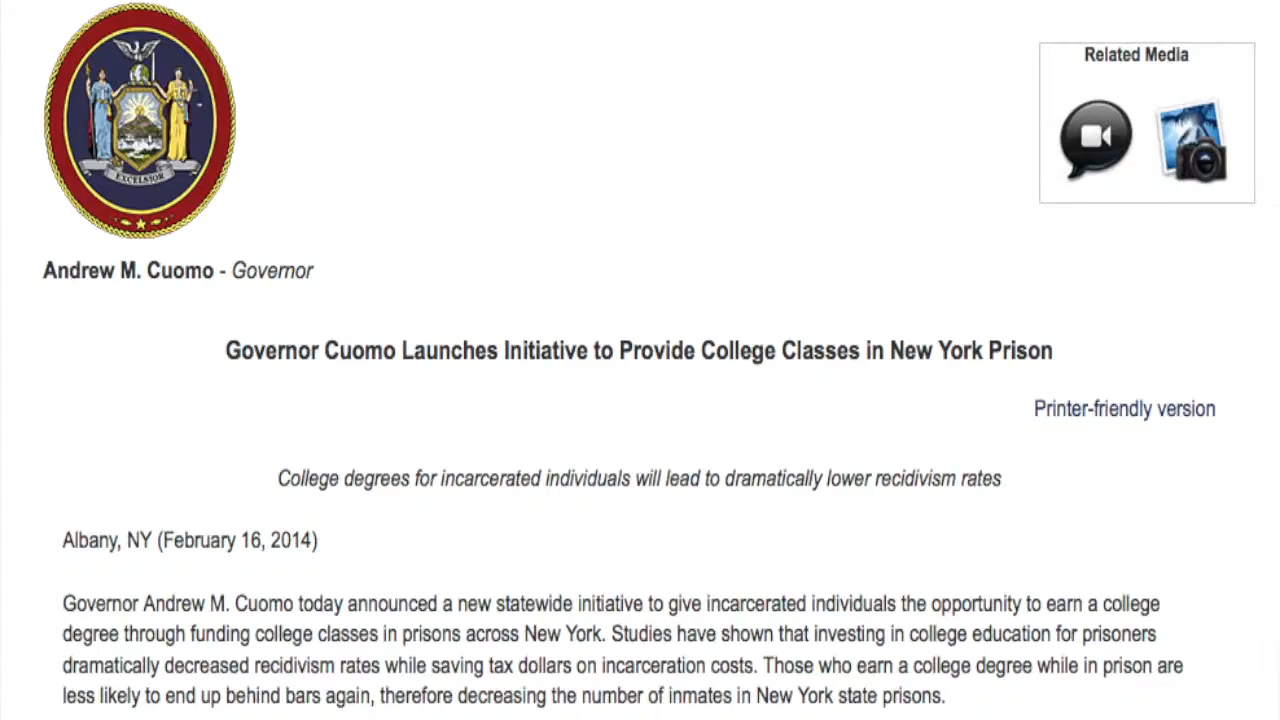 EXCELSIOR
Related Media
Andrew M. Cuomo - Governor
Governor Cuomo Launches Initiative to Provide College Classes in New York Prison
Printer-friendly version
College degrees for incarcerated individuals will lead to dramatically lower recidivism rates
Albany, NY (February 16, 2014)
Governor Andrew M. Cuomo today announced a new statewide initiative to give incarcerated individuals the opportunity to earn a college
degree through funding college classes in prisons across New York. Studies have shown that investing in college education for prisoners
dramatically decreased recidivism rates while saving tax dollars on incarceration costs. Those who earn a college degree while in prison are
less likely to end up behind bars again, therefore decreasing the number of inmates in New York state prisons.